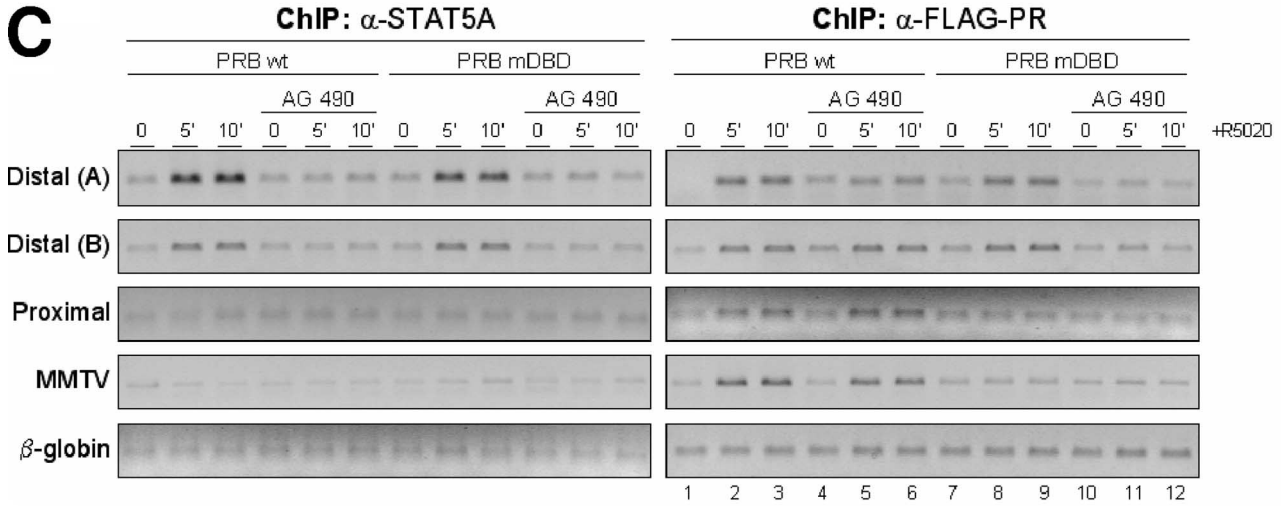 C
ChIP: α-STAT5A ChIP: α-FLAG-PR
PRB wt PRB mDBD PRB wt PRB mDBD
AG 490 AG 490 AG 490 AG 490
0 5' 10' 0 5' 10' 0 5' 10' 0 5' 10' 0 5' 10' 0 5' 10' 0 5' 10' 0 5' 10' +R5020
Distal (A)
Distal (B)
Proximal
MMTV
β-globin
1 2 3 4 5 6 7 8 9 10 11 12